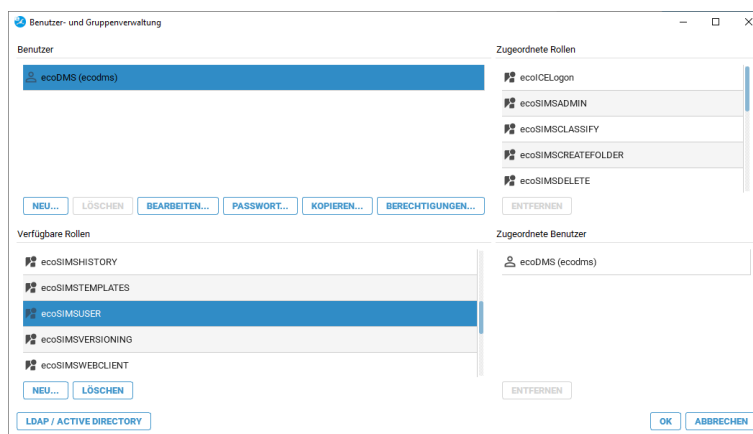 Benutzer- und Gruppenverwaltung
Benutzer
ecoDMS (ecodms)
NEU... LÖSCHEN BEARBEITEN... PASSWORT... KOPIEREN... BERECHTIGUNGEN...
Zugeordnete Rollen
ecoICELogon
ecoSIMSADMIN
ecoSIMSCLASSIFY
ecoSIMSCREATEFOLDER
ecoSIMSDELETE
ENTFERNEN
Verfügbare Rollen
ecoSIMSHISTORY
ecoSIMSTEMPLATES
ecoSIMSUSER
ecoSIMSVERSIONING
ecoSIMSWEBCLIENT
NEU... LÖSCHEN
Zugeordnete Benutzer
ecoDMS (ecodms)
ENTFERNEN
LDAP / ACTIVE DIRECTORY
OK ABBRECHEN